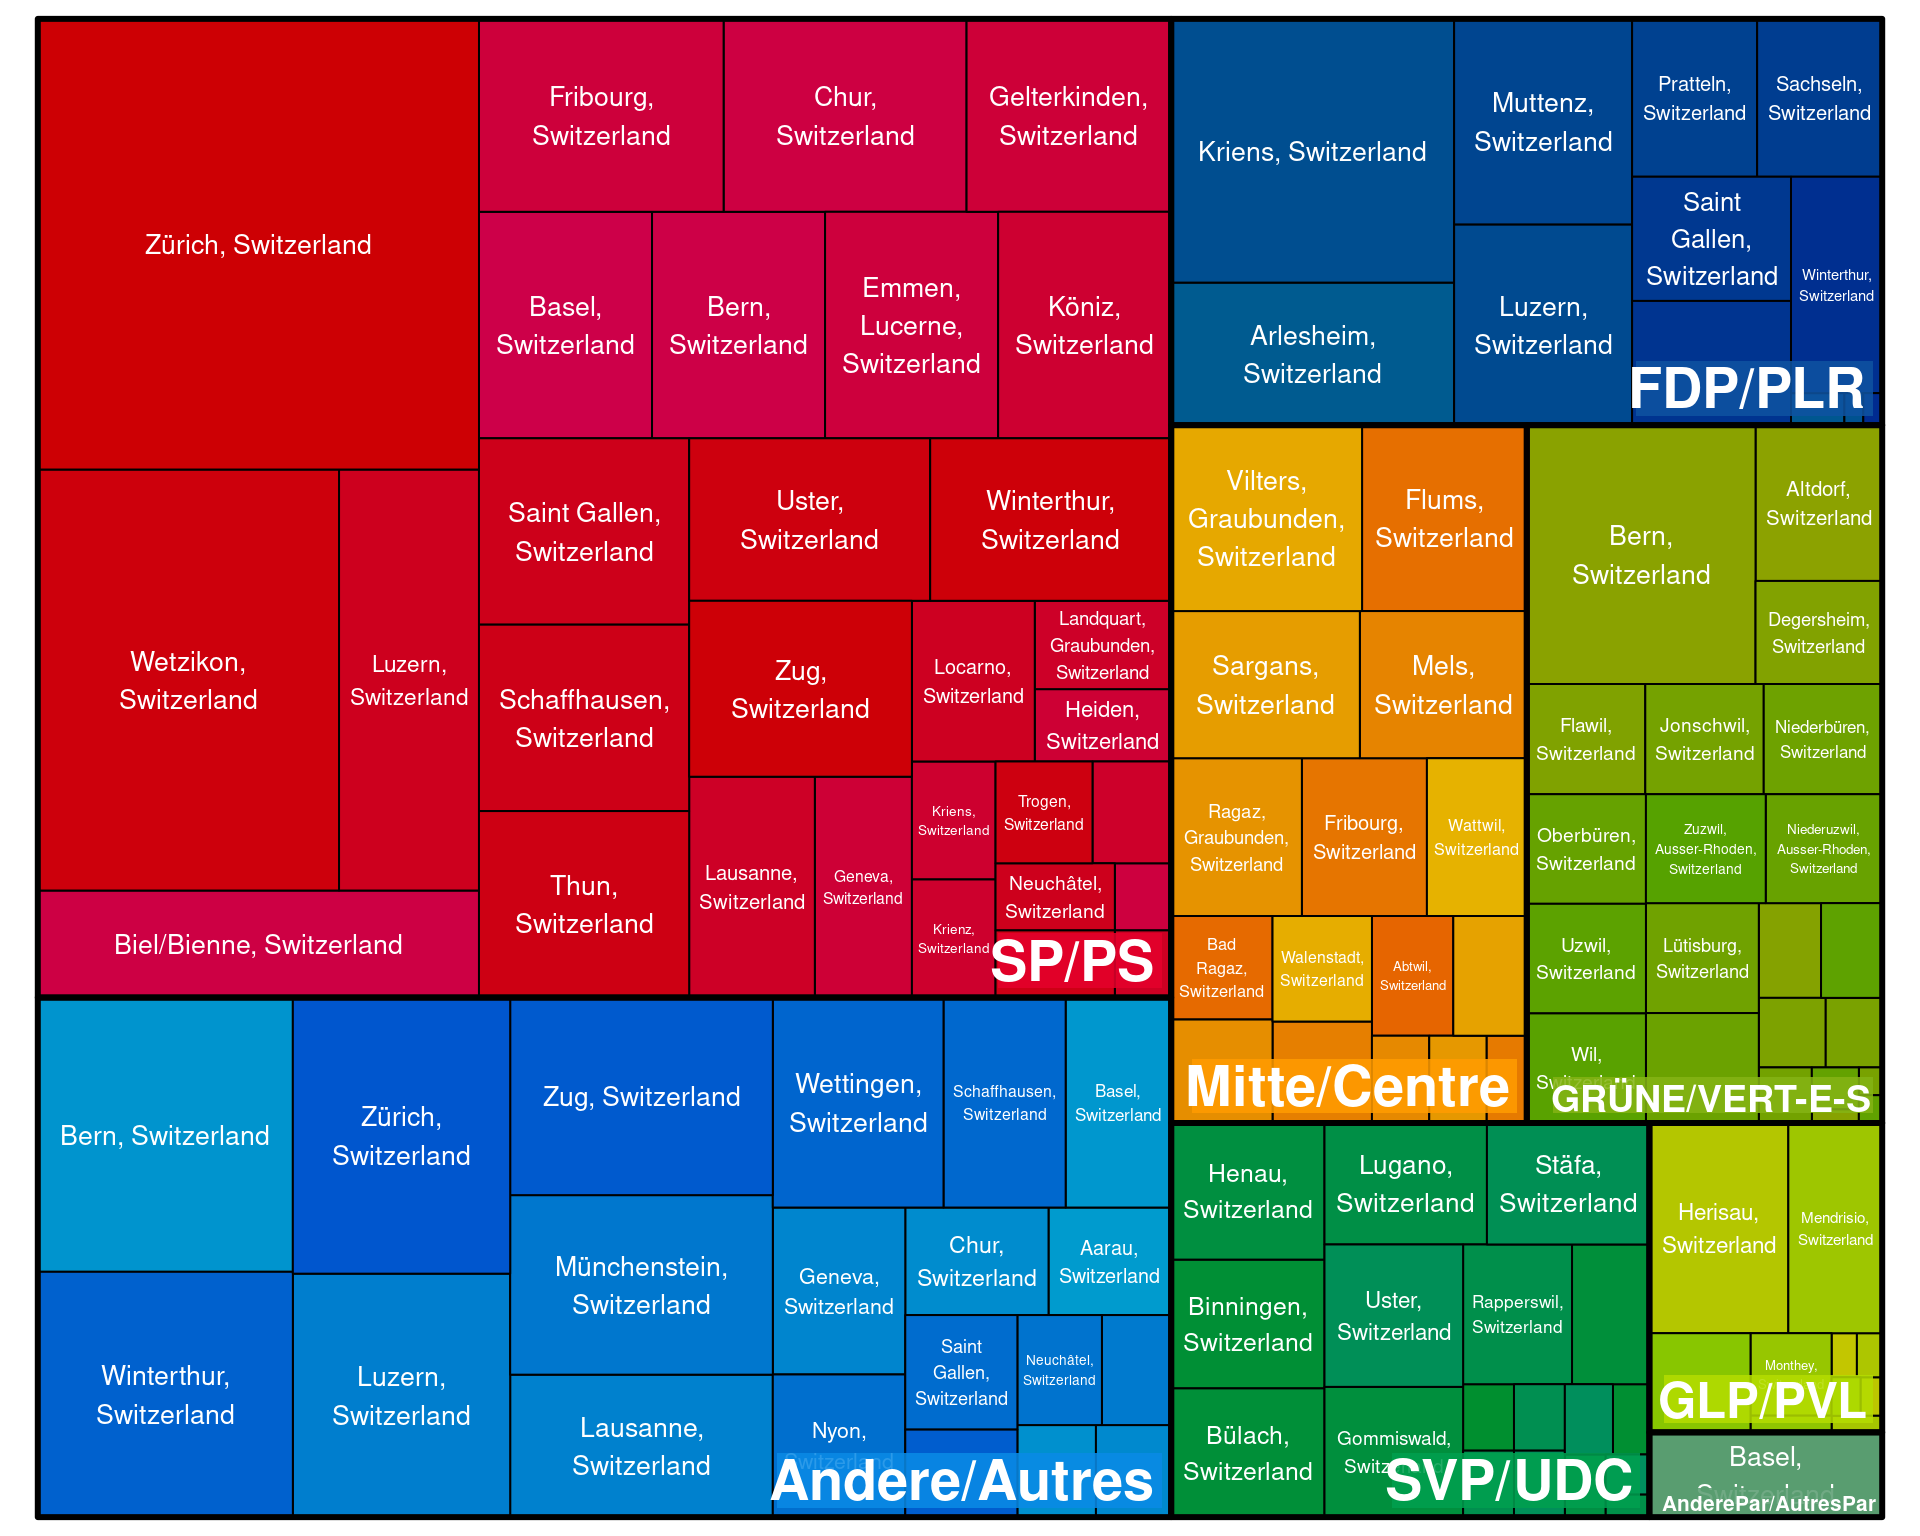 Zürich, Switzerland
Wetzikon,
Switzerland
Luzern,
Switzerland
Biel/Bienne, Switzerland
Fribourg,
Switzerland
Chur,
Switzerland
Gelterkinden,
Switzerland
Basel,
Switzerland
Bern,
Switzerland
Emmen,
Lucerne,
Switzerland
Köniz,
Switzerland
Saint Gallen,
Switzerland
Schaffhausen,
Switzerland
Thun,
Switzerland
Uster,
Switzerland
Winterthur,
Switzerland
Zug,
Switzerland
Lausanne,
Switzerland
Geneva,
Switzerland
Locarno,
Switzerland
Landquart,
Graubunden,
Switzerland
Heiden,
Switzerland
Kriens,
Switzerland
Krienz,
Switzerland
Trogen,
Switzerland
Neuchâtel,
Switzerland
SP/PS
Bern, Switzerland
Winterthur,
Switzerland
Zürich,
Switzerland
Luzern,
Switzerland
Zug, Switzerland
Münchenstein,
Switzerland
Lausanne,
Switzerland
Wettingen,
Switzerland
Schaffhausen,
Switzerland
Basel,
Switzerland
Geneva,
Switzerland
Nyon,
Switzerland
Chur,
Switzerland
Aarau,
Switzerland
Saint
Gallen,
Switzerland
Neuchâtel,
Switzerland
Andere/Autres
Kriens, Switzerland
Arlesheim,
Switzerland
Muttenz,
Switzerland
Luzern,
Switzerland
Pratteln,
Switzerland
Sachseln,
Switzerland
Saint
Gallen,
Switzerland
Winterthur,
Switzerland
FDP/PLR
Vilters,
Graubunden,
Switzerland
Flums,
Switzerland
Sargans,
Switzerland
Mels,
Switzerland
Ragaz,
Graubunden,
Switzerland
Fribourg,
Switzerland
Wattwil,
Switzerland
Bad
Ragaz,
Switzerland
Walenstadt,
Switzerland
Abtwil,
Switzerland
Mitte/Centre
Bern,
Switzerland
Altdorf,
Switzerland
Degersheim,
Switzerland
Flawil,
Switzerland
Jonschwil,
Switzerland
Niederbüren,
Switzerland
Oberbüren,
Switzerland
Zuzwil,
Ausser-Rhoden,
Switzerland
Niederuzwil,
Ausser-Rhoden,
Switzerland
Uzwil,
Switzerland
Lütisburg,
Switzerland
Wil,
Switzerland
GRÜNE/VERT-E-S
Henau,
Switzerland
Binningen,
Switzerland
Bülach,
Switzerland
Lugano,
Switzerland
Stäfa,
Switzerland
Uster,
Switzerland
Rapperswil,
Switzerland
Gommiswald,
Switzerland
SVP/UDC
Herisau,
Switzerland
Mendrisio,
Switzerland
Monthey,
GLP/PVL
Basel,
Switzerland
AnderePar/AutresPar